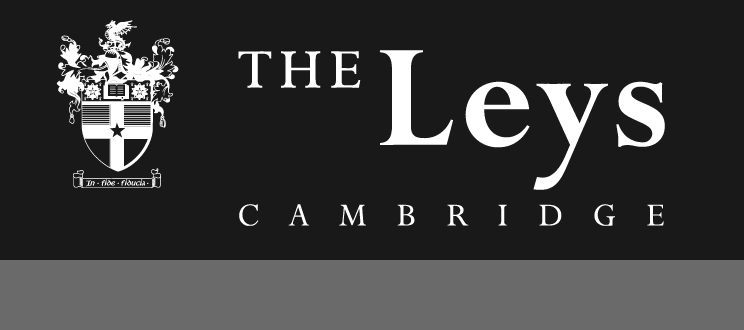 THE Leys
CAMBRIDGE
In · fide · fiducia ·